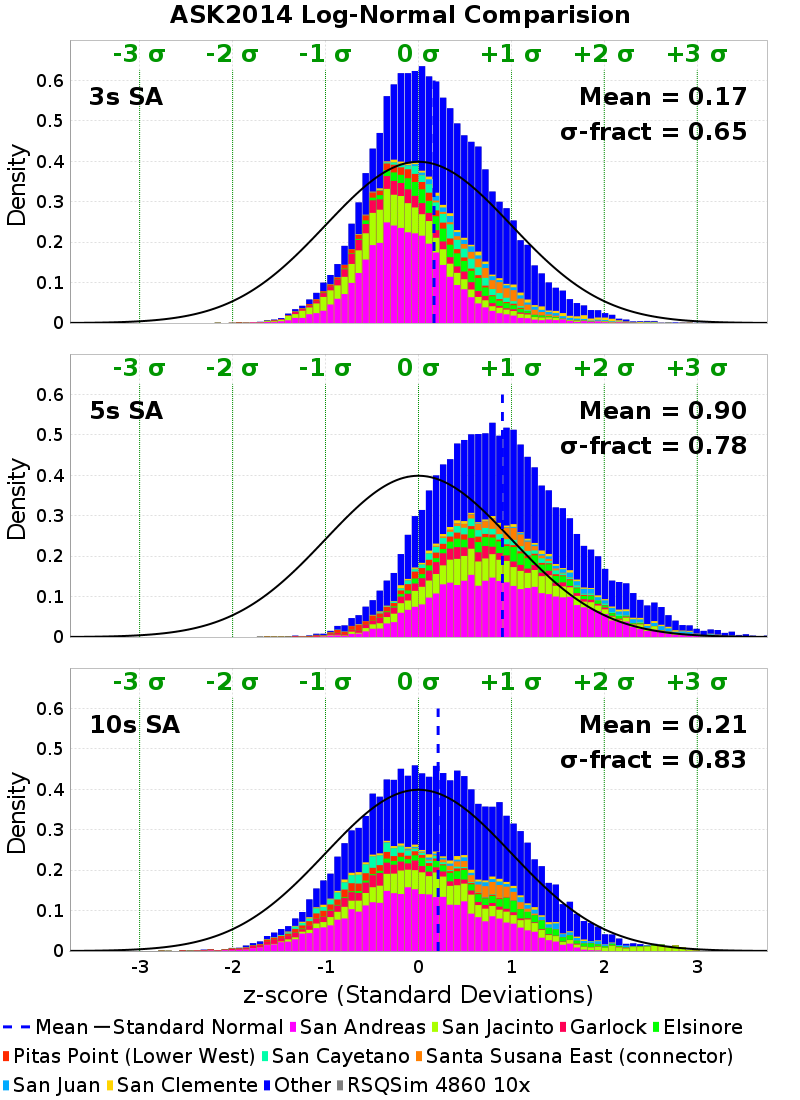 ASK2014 Log-Normal Comparision
-3 σ -2 σ -1 σ 0 σ +1 σ +2 σ +3 σ
3s SA
Mean = 0.17
σ-fract = 0.65
Density
0.6
0.5
0.4
0.3
0.2
0.1
0
-3 σ -2 σ -1 σ 0 σ +1 σ +2 σ +3 σ
5s SA
Mean = 0.90
σ-fract = 0.78
Density
0.6
0.5
0.4
0.3
0.2
0.1
0
-3 σ -2 σ -1 σ 0 σ +1 σ +2 σ +3 σ
10s SA
Mean = 0.21
σ-fract = 0.83
Density
0.6
0.5
0.4
0.3
0.2
0.1
0
-3 -2 -1 0 1 2 3
z-score (Standard Deviations)
Mean Standard Normal San Andreas San Jacinto Garlock Elsinore
Pitas Point (Lower West) San Cayetano Santa Susana East (connector)
San Juan San Clemente Other RSQSim 4860 10x